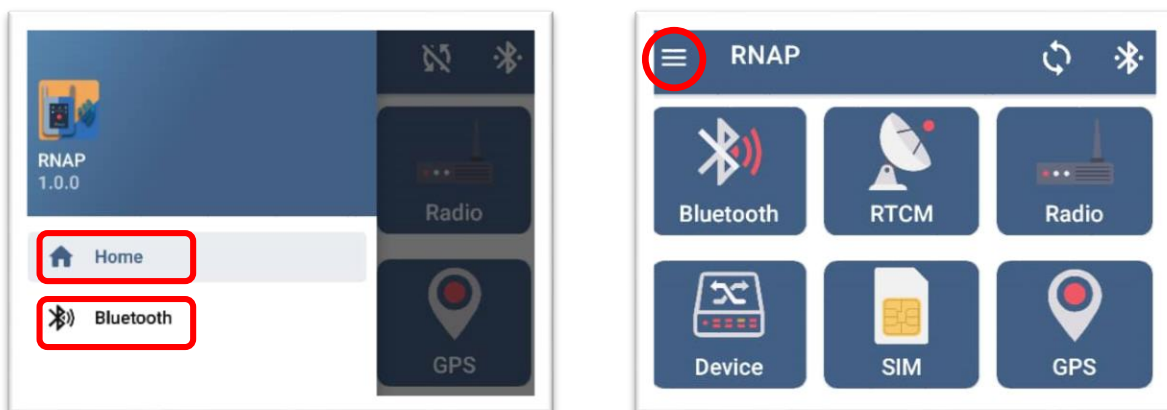 RNAP
1.0.0
Home
Bluetooth
Radio
GPS
RNAP
Bluetooth
RTCM
Radio
Device
SIM
GPS